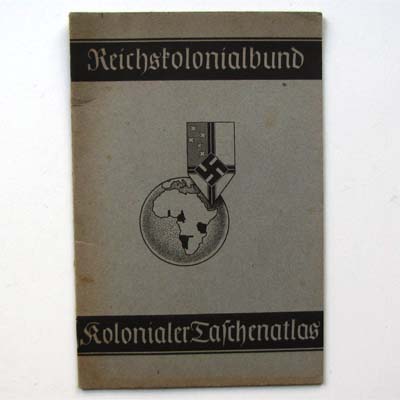 Reichskolonialbund
Kolonialer Taschenatlas